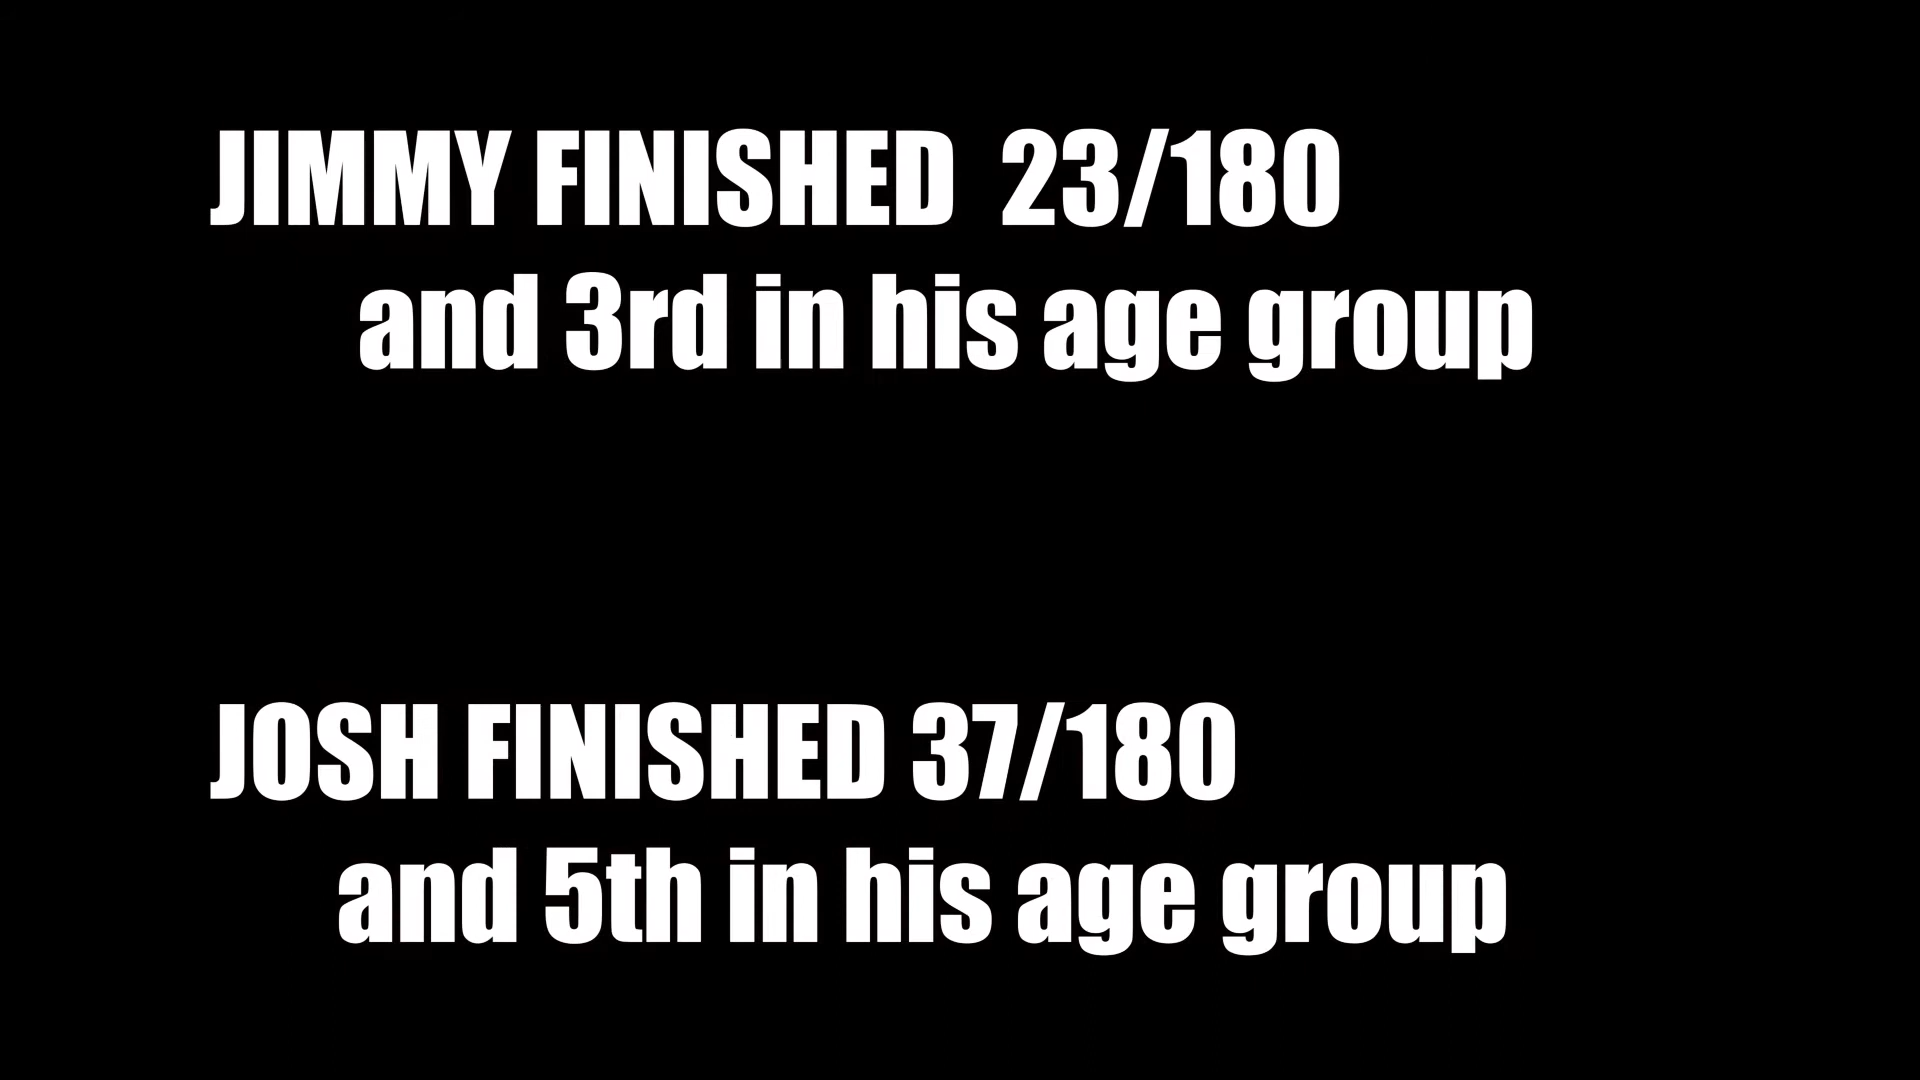 JIMMY FINISHED  23/180
and 3rd in his age group
JOSH FINISHED 37/180
and 5th in his age group